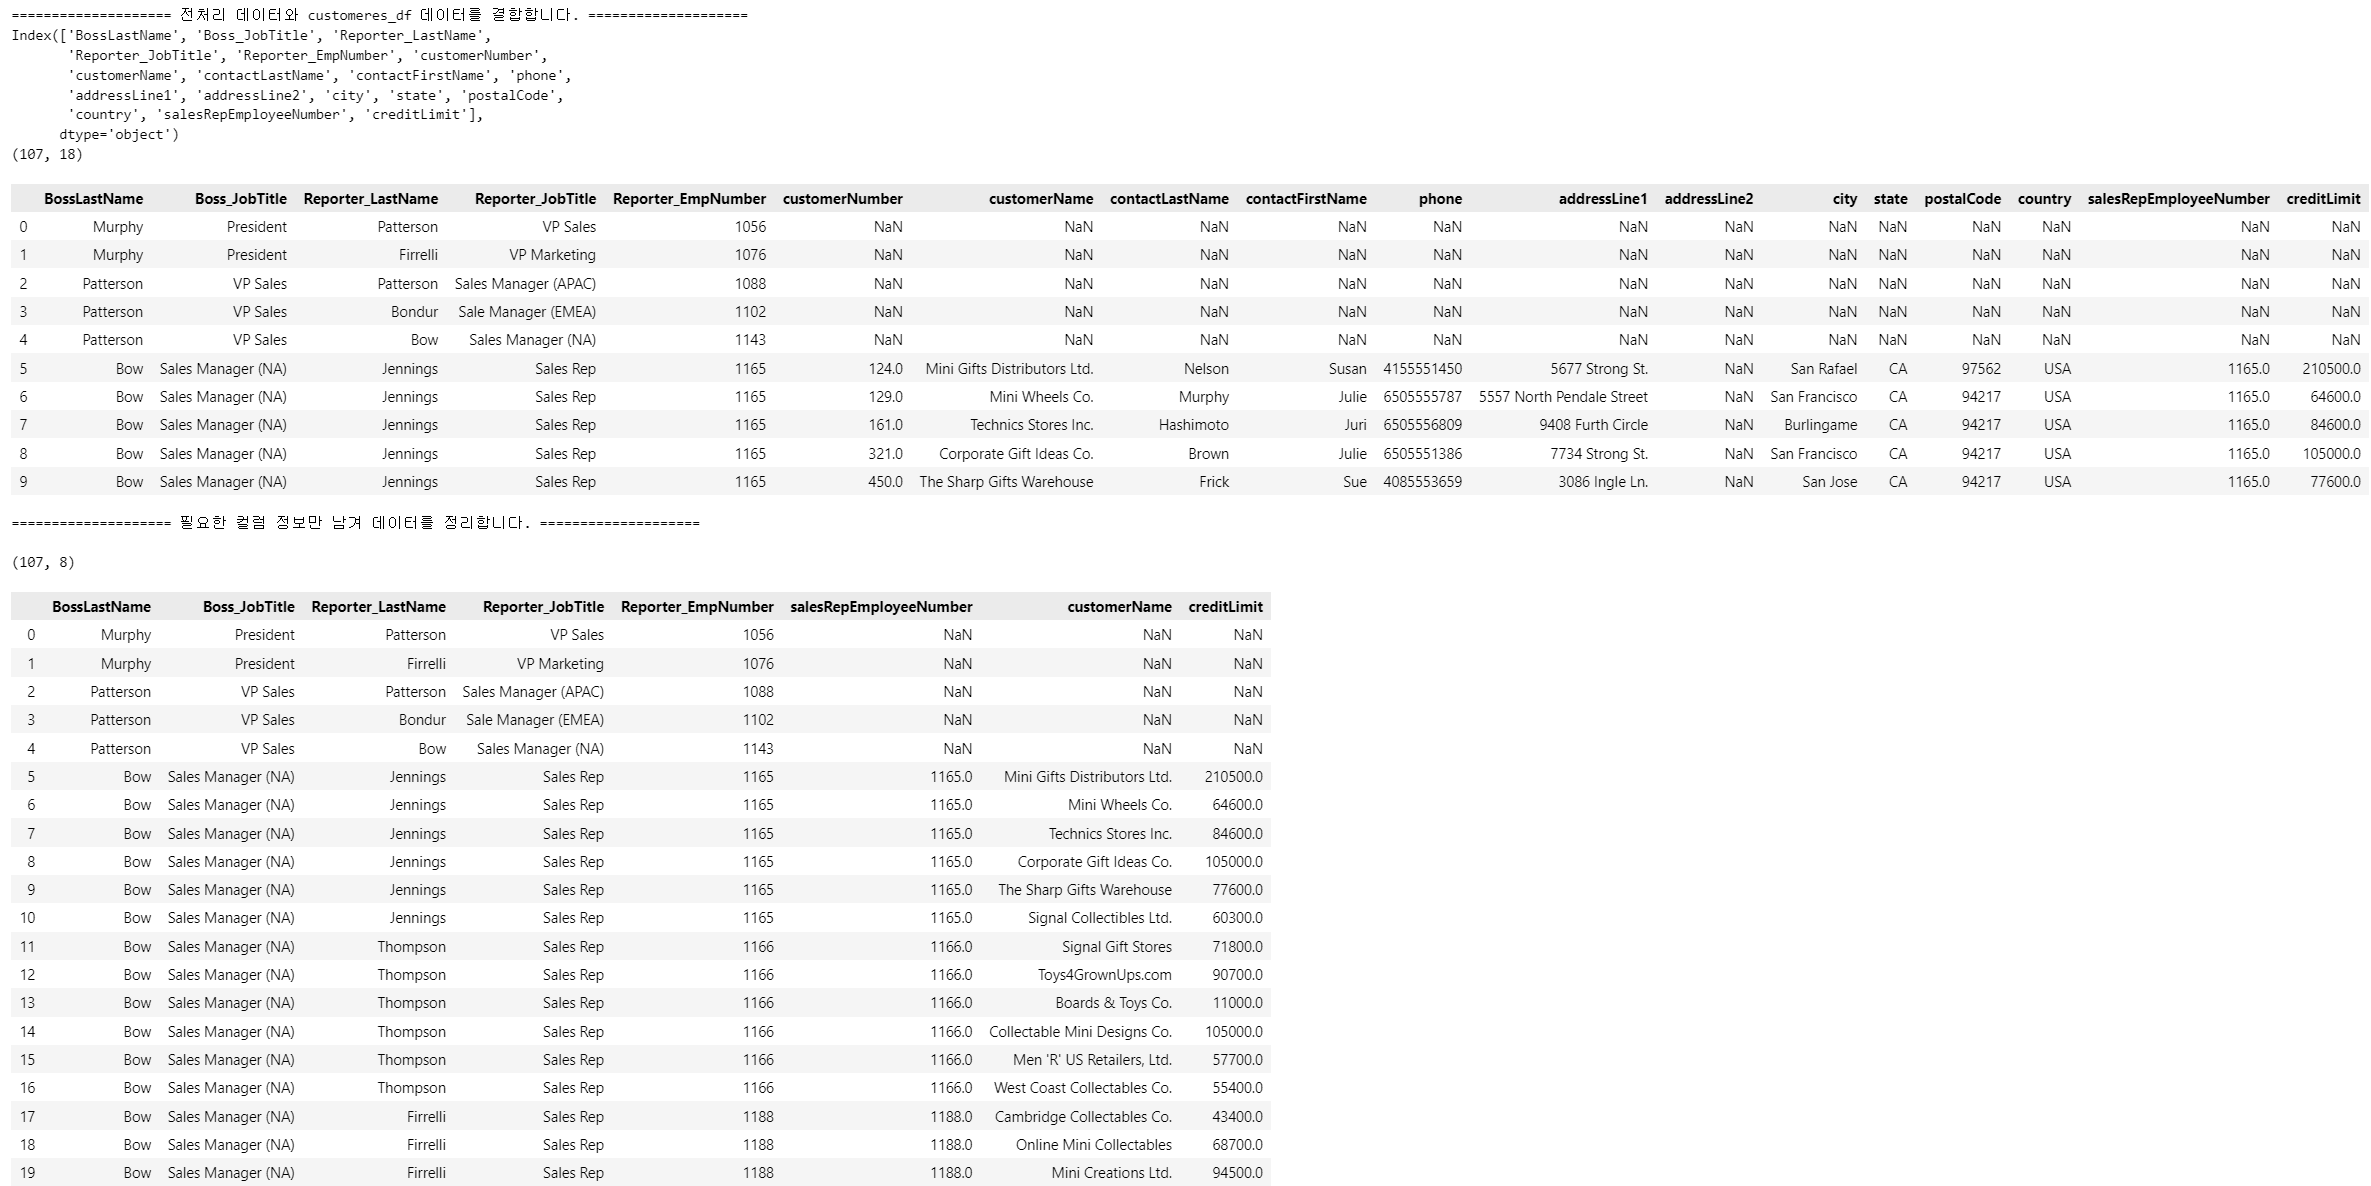 ==================== 전처리 데이터와 customeres_df 데이터를 결합합니다. ====================
Index(['BossLastName', 'Boss_JobTitle', 'Reporter_LastName',
'Reporter_JobTitle', 'Reporter_EmpNumber', 'customerNumber',
'customerName', 'contactLastName', 'contactFirstName', 'phone',
'addressLine1', 'addressLine2', 'city', 'state', 'postalCode',
'country', 'salesRepEmployeeNumber', 'creditLimit'],
dtype='object')
(107, 18)
BossLastName Boss_JobTitle Reporter_LastName Reporter_JobTitle Reporter_EmpNumber customerNumber customerName contactLastName contactFirstName phone addressLine1 addressLine2 city state postalCode country salesRepEmployeeNumber creditLimit
0 Murphy President Patterson VP Sales 1056 NaN NaN NaN NaN NaN NaN NaN NaN NaN NaN NaN NaN NaN
1 Murphy President Firrelli VP Marketing 1076 NaN NaN NaN NaN NaN NaN NaN NaN NaN NaN NaN NaN NaN
2 Patterson VP Sales Patterson Sales Manager (APAC) 1088 NaN NaN NaN NaN NaN NaN NaN NaN NaN NaN NaN NaN NaN
3 Patterson VP Sales Bondur Sale Manager (EMEA) 1102 NaN NaN NaN NaN NaN NaN NaN NaN NaN NaN NaN NaN NaN
4 Patterson VP Sales Bow Sales Manager (NA) 1143 NaN NaN NaN NaN NaN NaN NaN NaN NaN NaN NaN NaN NaN
5 Bow Sales Manager (NA) Jennings Sales Rep 1165 124.0 Mini Gifts Distributors Ltd. Nelson Susan 4155551450 5677 Strong St. NaN San Rafael CA 97562 USA 1165.0 210500.0
6 Bow Sales Manager (NA) Jennings Sales Rep 1165 129.0 Mini Wheels Co. Murphy Julie 6505555787 5557 North Pendale Street NaN San Francisco CA 94217 USA 1165.0 64600.0
7 Bow Sales Manager (NA) Jennings Sales Rep 1165 161.0 Technics Stores Inc. Hashimoto Juri 6505556809 9408 Furth Circle NaN Burlingame CA 94217 USA 1165.0 84600.0
8 Bow Sales Manager (NA) Jennings Sales Rep 1165 321.0 Corporate Gift Ideas Co. Brown Julie 6505551386 7734 Strong St. NaN San Francisco CA 94217 USA 1165.0 105000.0
9 Bow Sales Manager (NA) Jennings Sales Rep 1165 450.0 The Sharp Gifts Warehouse Frick Sue 4085553659 3086 Ingle Ln. NaN San Jose CA 94217 USA 1165.0 77600.0
==================== 필요한 컬럼 정보만 남겨 데이터를 정리합니다. ====================
(107, 8)
BossLastName Boss_JobTitle Reporter_LastName Reporter_JobTitle Reporter_EmpNumber salesRepEmployeeNumber customerName creditLimit
0 Murphy President Patterson VP Sales 1056 NaN NaN NaN
1 Murphy President Firrelli VP Marketing 1076 NaN NaN NaN
2 Patterson VP Sales Patterson Sales Manager (APAC) 1088 NaN NaN NaN
3 Patterson VP Sales Bondur Sale Manager (EMEA) 1102 NaN NaN NaN
4 Patterson VP Sales Bow Sales Manager (NA) 1143 NaN NaN NaN
5 Bow Sales Manager (NA) Jennings Sales Rep 1165 1165.0 Mini Gifts Distributors Ltd. 210500.0
6 Bow Sales Manager (NA) Jennings Sales Rep 1165 1165.0 Mini Wheels Co. 64600.0
7 Bow Sales Manager (NA) Jennings Sales Rep 1165 1165.0 Technics Stores Inc. 84600.0
8 Bow Sales Manager (NA) Jennings Sales Rep 1165 1165.0 Corporate Gift Ideas Co. 105000.0
9 Bow Sales Manager (NA) Jennings Sales Rep 1165 1165.0 The Sharp Gifts Warehouse 77600.0
10 Bow Sales Manager (NA) Jennings Sales Rep 1165 1165.0 Signal Collectibles Ltd. 60300.0
11 Bow Sales Manager (NA) Thompson Sales Rep 1166 1166.0 Signal Gift Stores 71800.0
12 Bow Sales Manager (NA) Thompson Sales Rep 1166 1166.0 Toys4GrownUps.com 90700.0
13 Bow Sales Manager (NA) Thompson Sales Rep 1166 1166.0 Boards & Toys Co. 11000.0
14 Bow Sales Manager (NA) Thompson Sales Rep 1166 1166.0 Collectable Mini Designs Co. 105000.0
15 Bow Sales Manager (NA) Thompson Sales Rep 1166 1166.0 Men 'R' US Retailers, Ltd. 57700.0
16 Bow Sales Manager (NA) Thompson Sales Rep 1166 1166.0 West Coast Collectables Co. 55400.0
17 Bow Sales Manager (NA) Firrelli Sales Rep 1188 1188.0 Cambridge Collectables Co. 43400.0
18 Bow Sales Manager (NA) Firrelli Sales Rep 1188 1188.0 Online Mini Collectables 68700.0
19 Bow Sales Manager (NA) Firrelli Sales Rep 1188 1188.0 Mini Creations Ltd. 94500.0